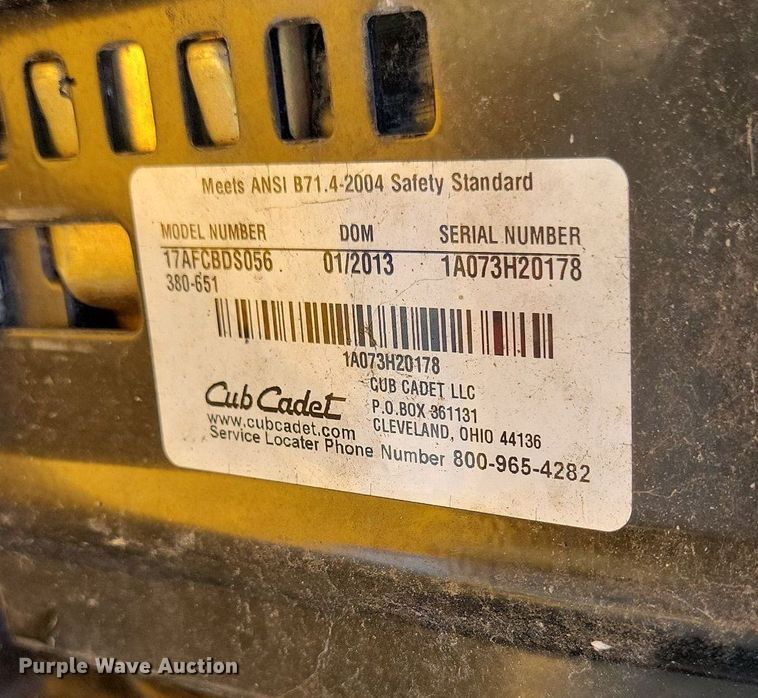 Meets ANSI B71.4-2004 Safety Standard
MODEL NUMBER DOM SERIAL NUMBER
17AFCBDS056 01/2013 1A073H20178
380-651
1A073H20178
CUB CADET LLC
Cub Cadet P.O.BOX 361131
www.cubcadet.com CLEVELAND, OHIO 44136
Service Locater Phone Number 800-965-4282
Purple Wave Auction